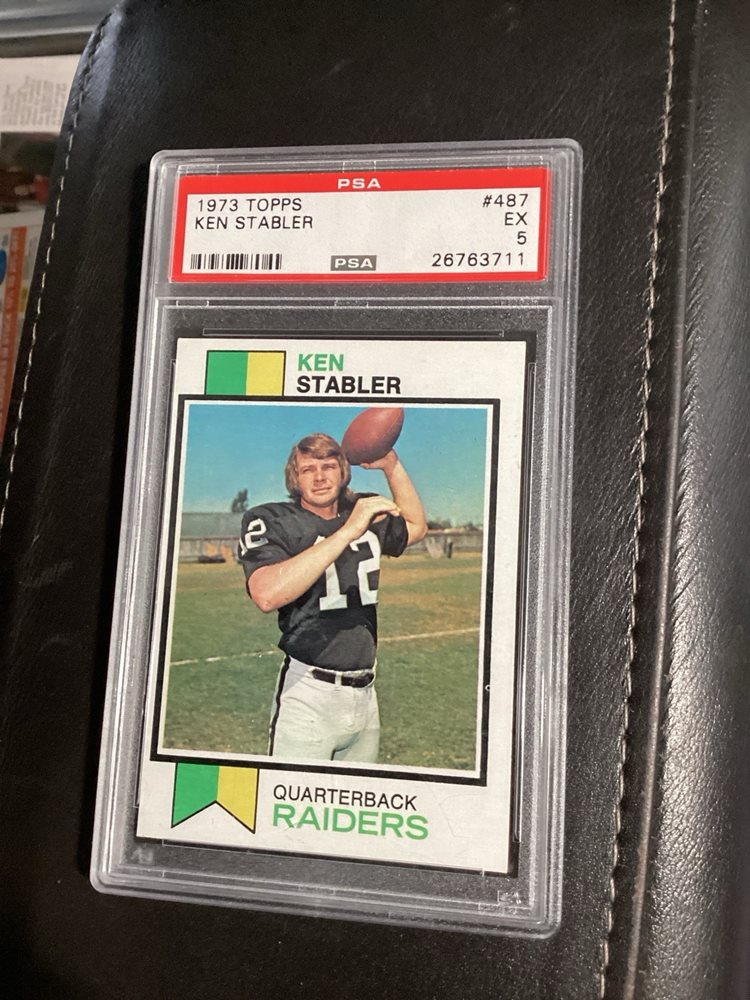 PSA
1973 TOPPS #487
KEN STABLER EX
5
PSA 26763711
KEN
STABLER
12
12
QUARTERBACK
RAIDERS